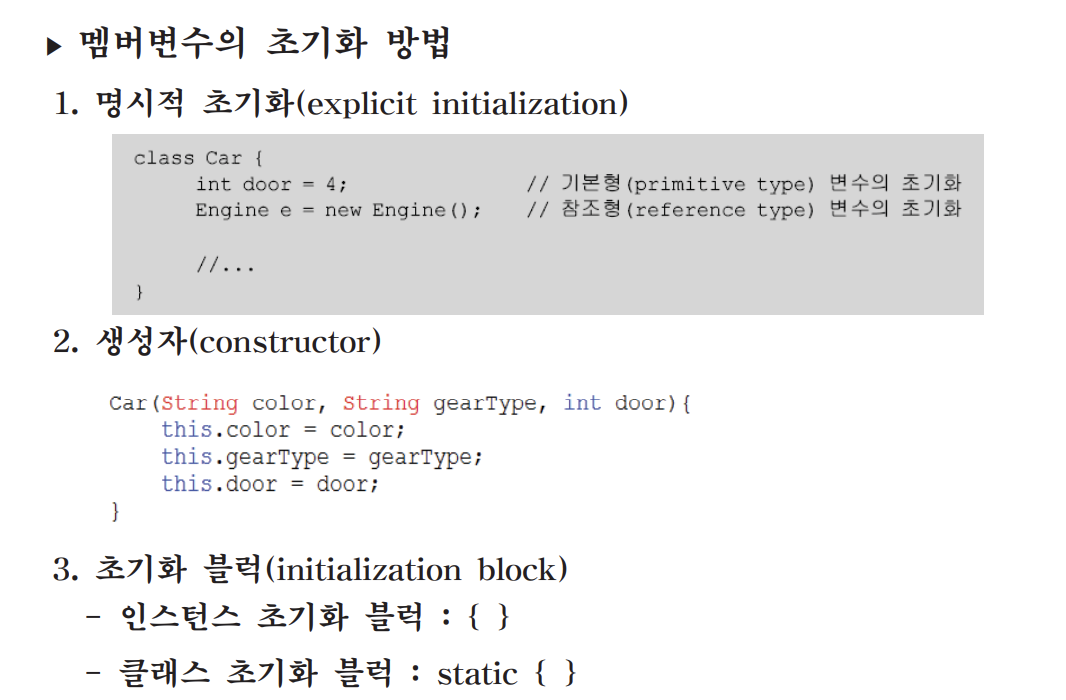 ▶ 멤버변수의 초기화 방법
1. 명시적 초기화(explicit initialization)
class Car {
int door = 4; // 기본형(primitive type) 변수의 초기화
Engine e = new Engine(); // 참조형(reference type) 변수의 초기화
//...
}
2. 생성자(constructor)
Car(String color, String gearType, int door){
this.color = color;
this.gearType = gearType;
this.door = door;
}
3. 초기화 블럭(initialization block)
- 인스턴스 초기화 블럭 : { }
- 클래스 초기화 블럭 : static { }